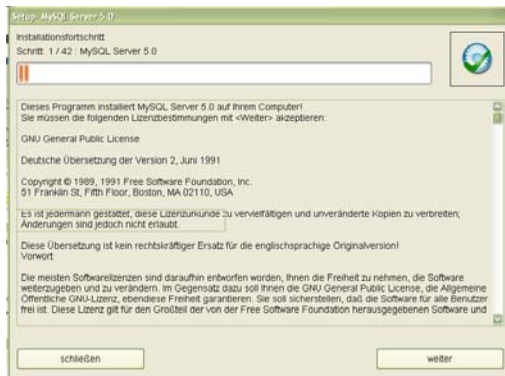 Setup, MySQL Server 5.0
Installationsfortschritt
Schritt 1 / 42 : MySQL Server 5.0
Dieses Programm installiert MySQL Server 5.0 auf Ihrem Computer!
Sie müssen die folgenden Lizenzbestimmungen mit <Weiter> akzeptieren:
GNU General Public License
Deutsche Übersetzung der Version 2, Juni 1991
Copyright © 1989, 1991 Free Software Foundation, Inc.
51 Franklin St, Fifth Floor, Boston, MA 02110, USA
Es ist jedermann gestattet, diese Lizenzurkunde zu vervielfältigen und unveränderte Kopien zu verbreiten;
Änderungen sind jedoch nicht erlaubt.
Diese Übersetzung ist kein rechtskräftiger Ersatz für die englischsprachige Originalversion!
Vorwort
Die meisten Softwarelizenzen sind daraufhin entworfen worden, Ihnen die Freiheit zu nehmen, die Software
weiterzugeben und zu verändern. Im Gegensatz dazu soll Ihnen die GNU General Public License, die Allgemeine
Öffentliche GNU-Lizenz, ebendiese Freiheit garantieren. Sie soll sicherstellen, daß die Software für alle Benutzer
frei ist. Diese Lizenz gilt für den Großteil der von der Free Software Foundation herausgegebenen Software und
schließen
weiter